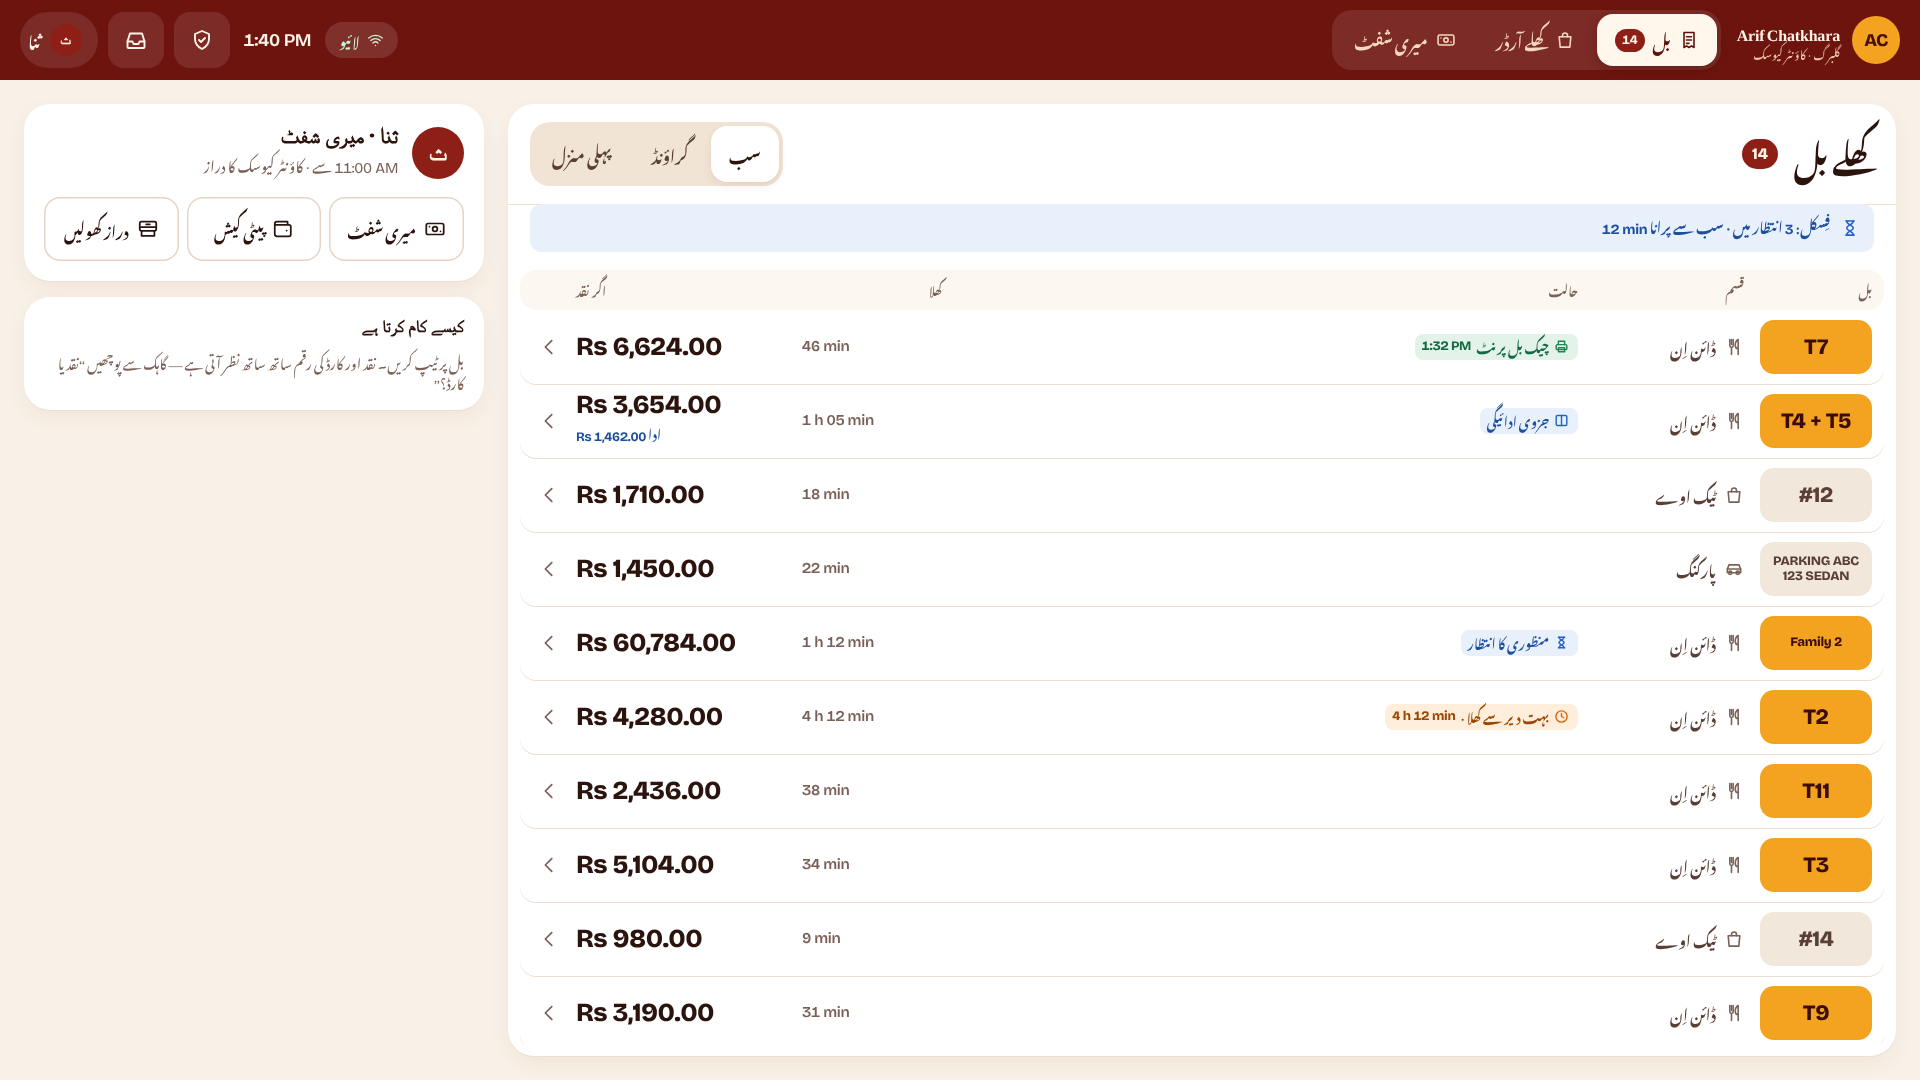 Arif Chatkhara
گلبرگ · کاؤنٹر کیوسک
AC
بل 14
کھلے آرڈر
میری شفٹ
لائیو
1:40 PM
ث
ثنا
کھلے بل 14
سب
گراؤنڈ
پہلی منزل
فِسکل: 3 انتظار میں · سب سے پرانا 12 min
بل قسم حالت کھلا اگر نقد
T7 ڈائن اِن چیک بل پرنٹ 1:32 PM 46 min Rs 6,624.00
T4 + T5 ڈائن اِن جزوی ادائیگی 1 h 05 min Rs 3,654.00
ادا Rs 1,462.00
#12 ٹیک اوے 18 min Rs 1,710.00
PARKING ABC
123 SEDAN
پارکنگ 22 min Rs 1,450.00
Family 2 ڈائن اِن منظوری کا انتظار 1 h 12 min Rs 60,784.00
T2 ڈائن اِن بہت دیر سے کھلا · 4 h 12 min 4 h 12 min Rs 4,280.00
T11 ڈائن اِن 38 min Rs 2,436.00
T3 ڈائن اِن 34 min Rs 5,104.00
#14 ٹیک اوے 9 min Rs 980.00
T9 ڈائن اِن 31 min Rs 3,190.00
ث
ثنا · میری شفٹ
11:00 AM سے · کاؤنٹر کیوسک کا دراز
میری شفٹ
پیٹی کیش
دراز کھولیں
کیسے کام کرتا ہے
بل پر ٹیپ کریں۔ نقد اور کارڈ کی رقم ساتھ ساتھ نظر آتی ہے — گاہک سے پوچھیں “نقد یا
کارڈ؟”